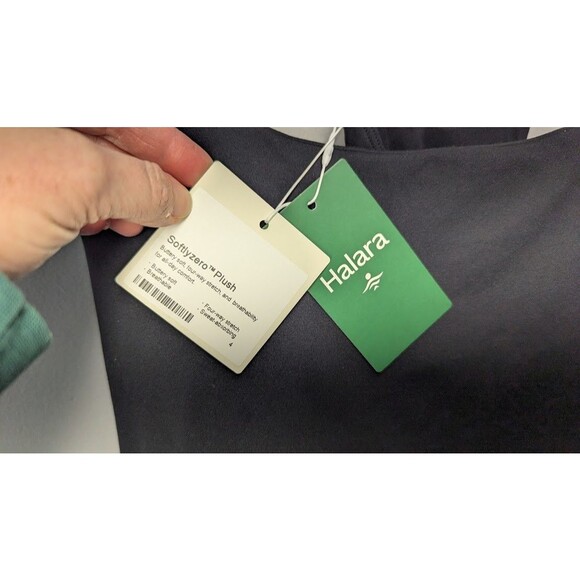 Softlyzero™Plush
Buttery soft, four-way stretch, and breathability
for all-day comfort
· Buttery soft
· Breathable
· Four-way stretch
· Sweat-absorbing
4
Halara